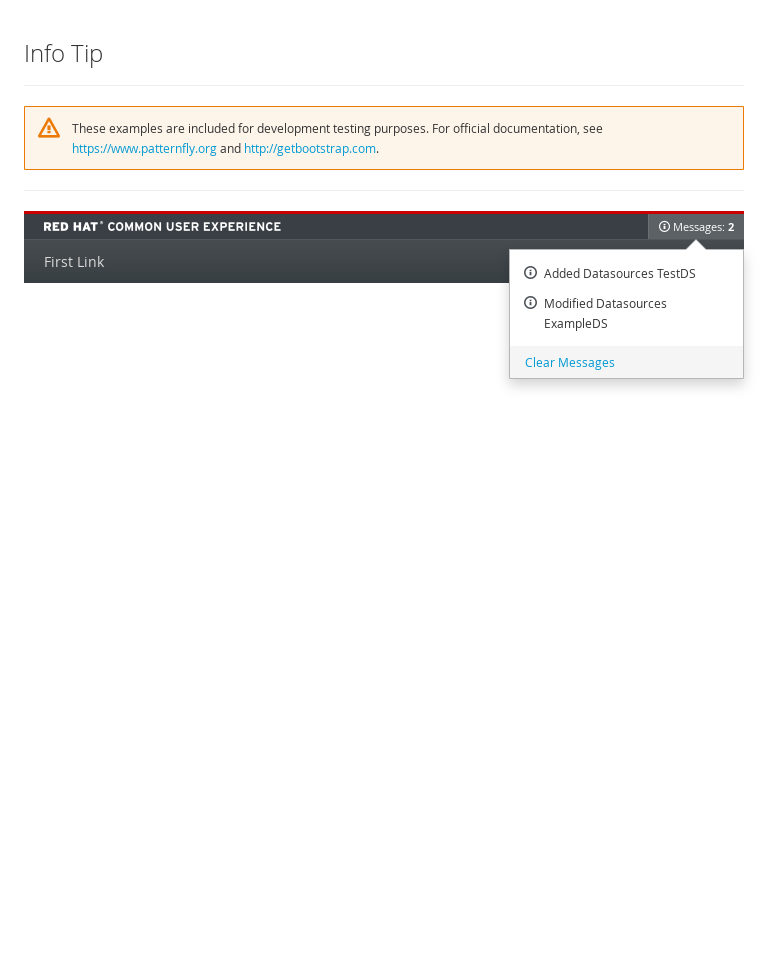 Info Tip
These examples are included for development testing purposes. For official documentation, see
https://www.patternfly.org and http://getbootstrap.com.
RED HAT® COMMON USER EXPERIENCE
Messages: 2
First Link
Added Datasources TestDS
Modified Datasources
ExampleDS
Clear Messages